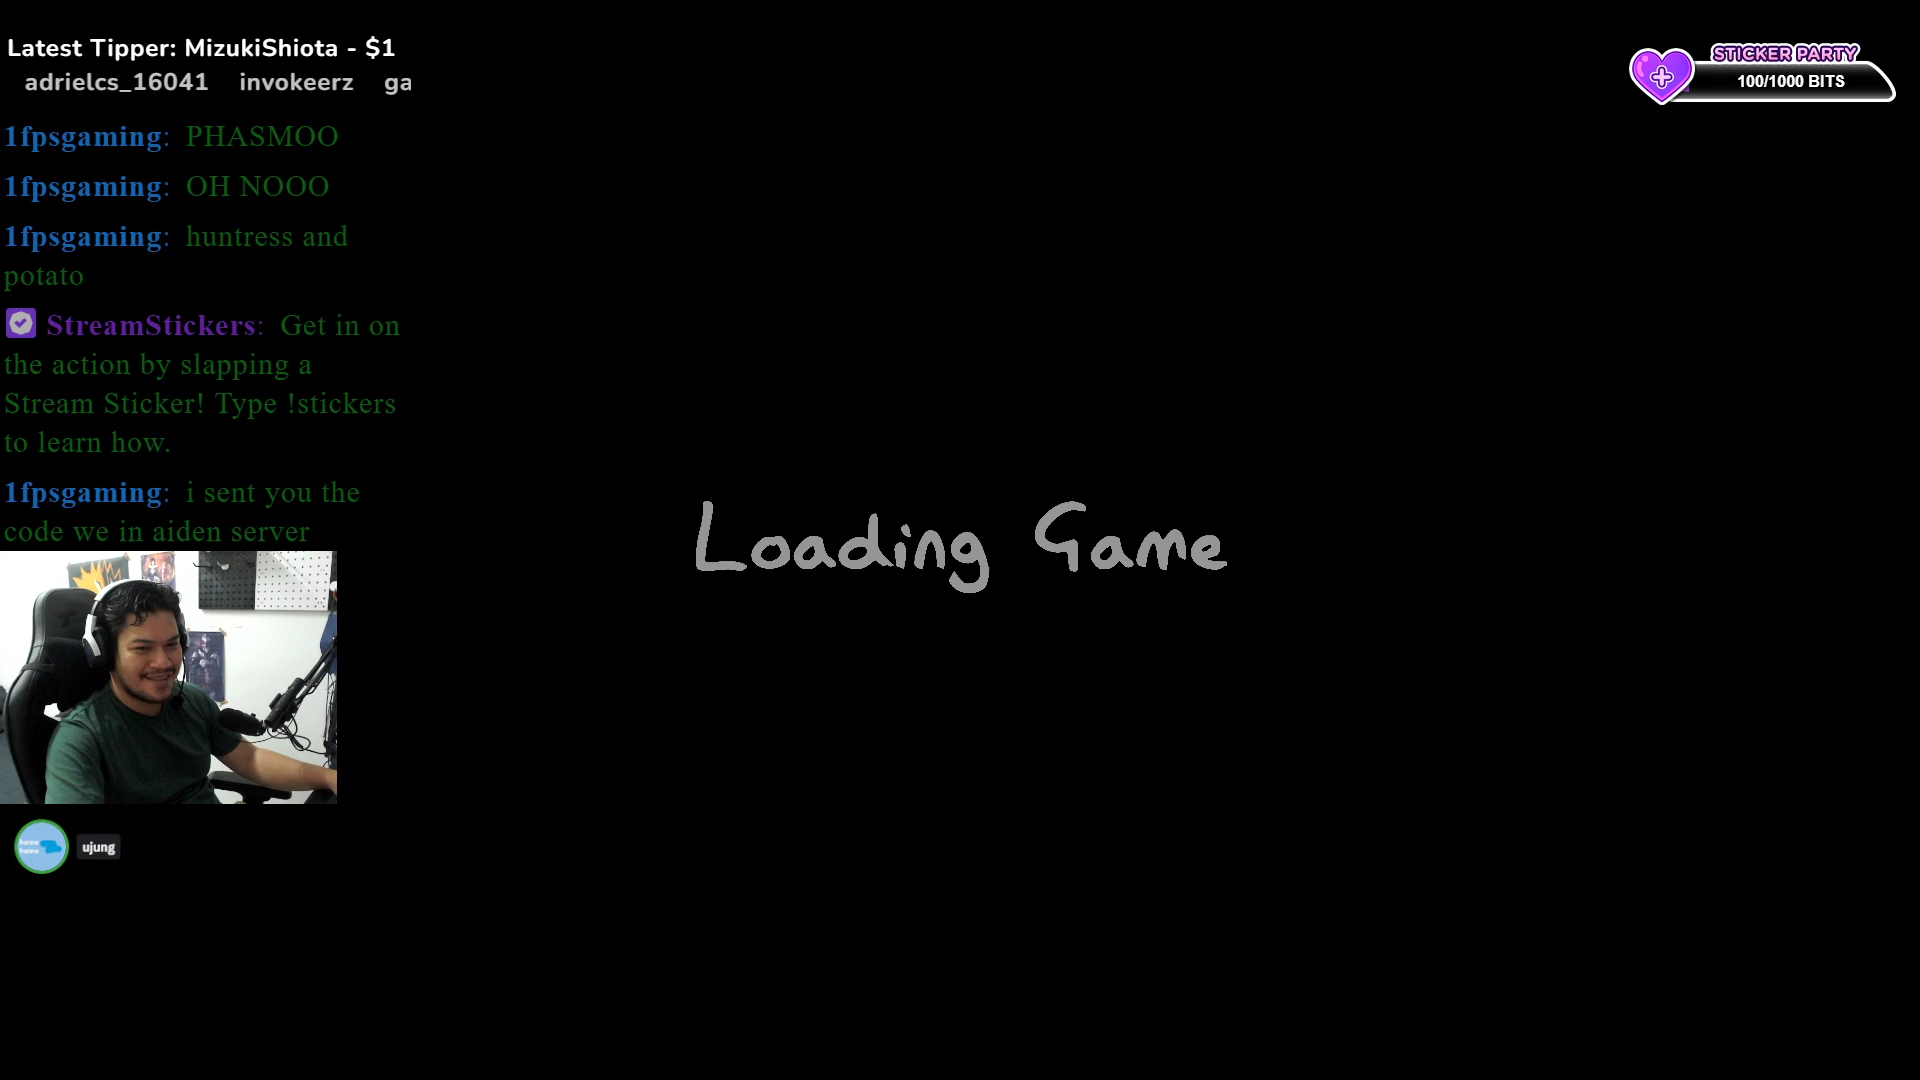 Latest Tipper: MizukiShiota - $1
adrielcs_16041 invokeerz ga
STICKER PARTY
100/1000 BITS
1fpsgaming: PHASMOO
1fpsgaming: OH NOOO
1fpsgaming: huntress and
potato
StreamStickers: Get in on
the action by slapping a
Stream Sticker! Type !stickers
to learn how.
1fpsgaming: i sent you the
code we in aiden server
Loading Game
ujung